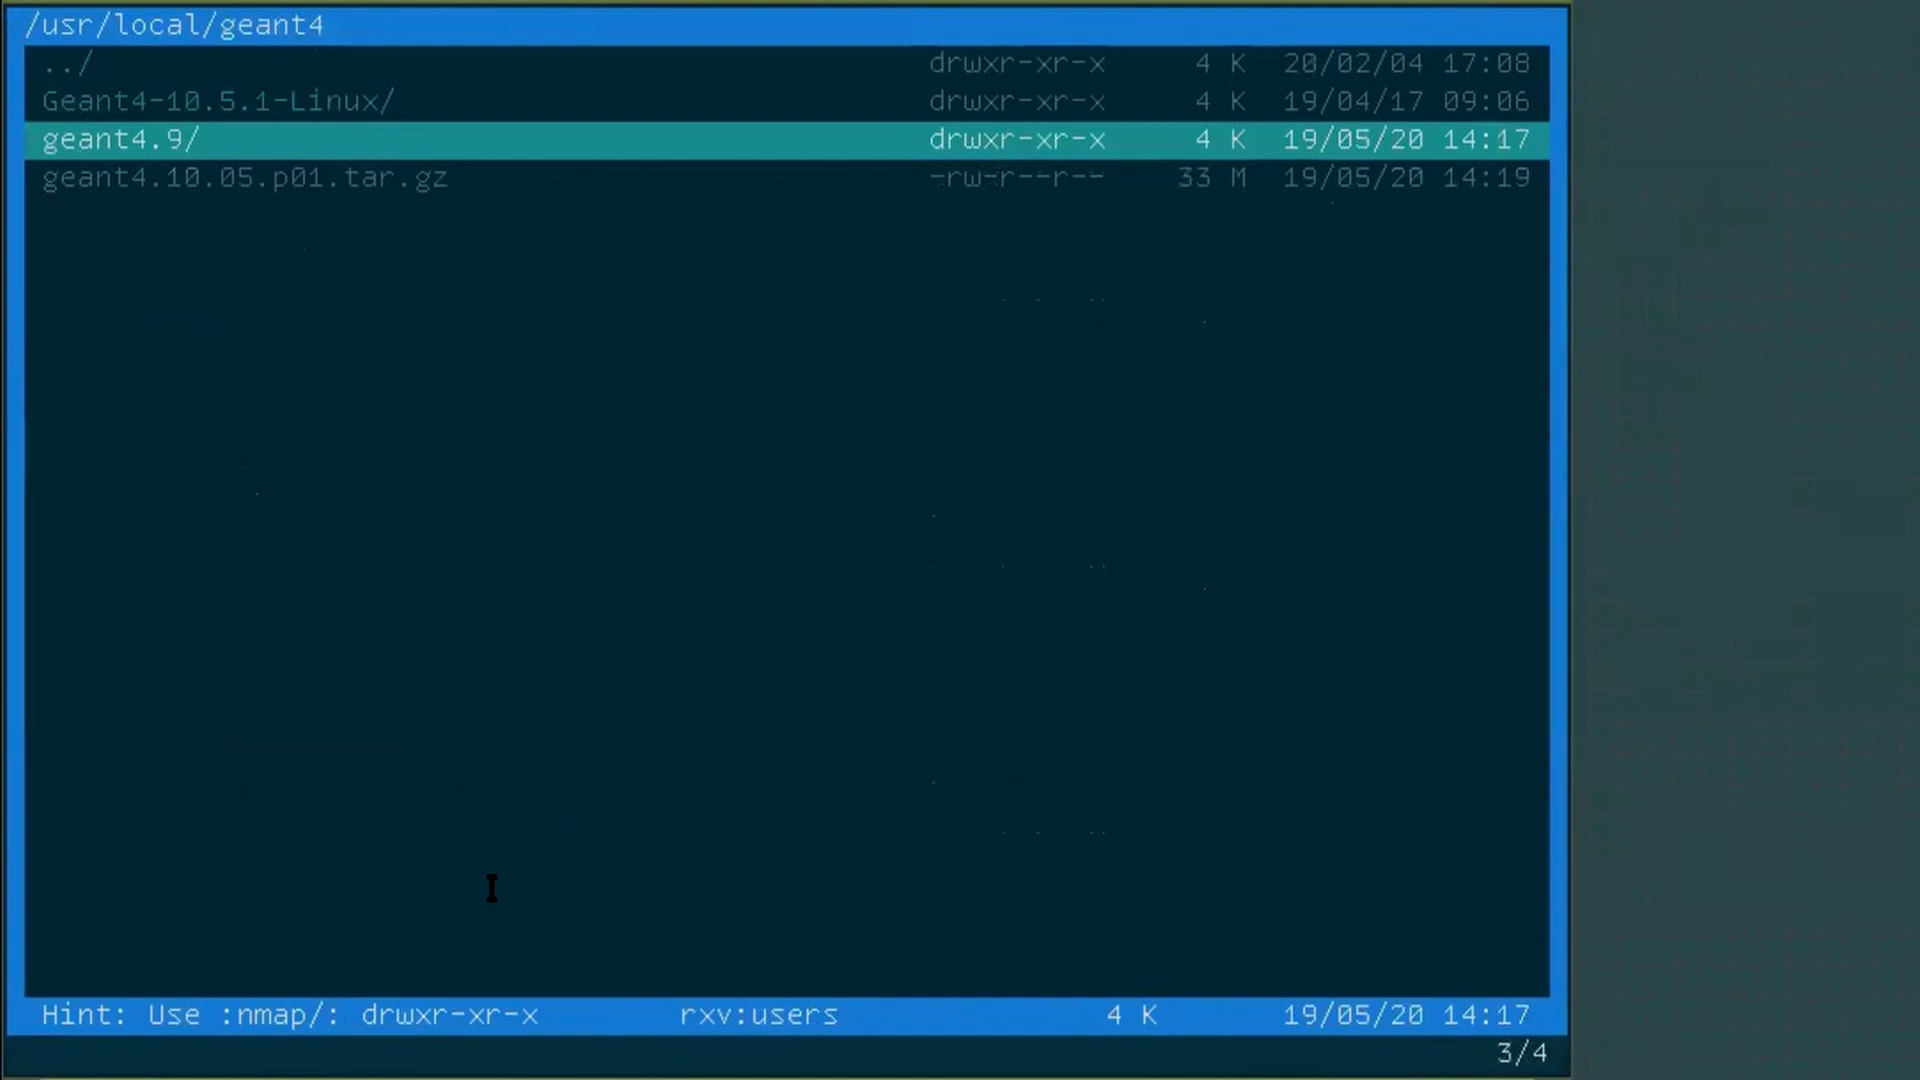 /usr/local/geant4
../ drwxr-xr-x 4 K 20/02/04 17:08
Geant4-10.5.1-Linux/ drwxr-xr-x 4 K 19/04/17 09:06
geant4.9/ drwxr-xr-x 4 K 19/05/20 14:17
geant4.10.05.p01.tar.gz -rw-r--r-- 33 M 19/05/20 14:19
Hint: Use :nmap/: drwxr-xr-x rxv:users 4 K 19/05/20 14:17
3/4